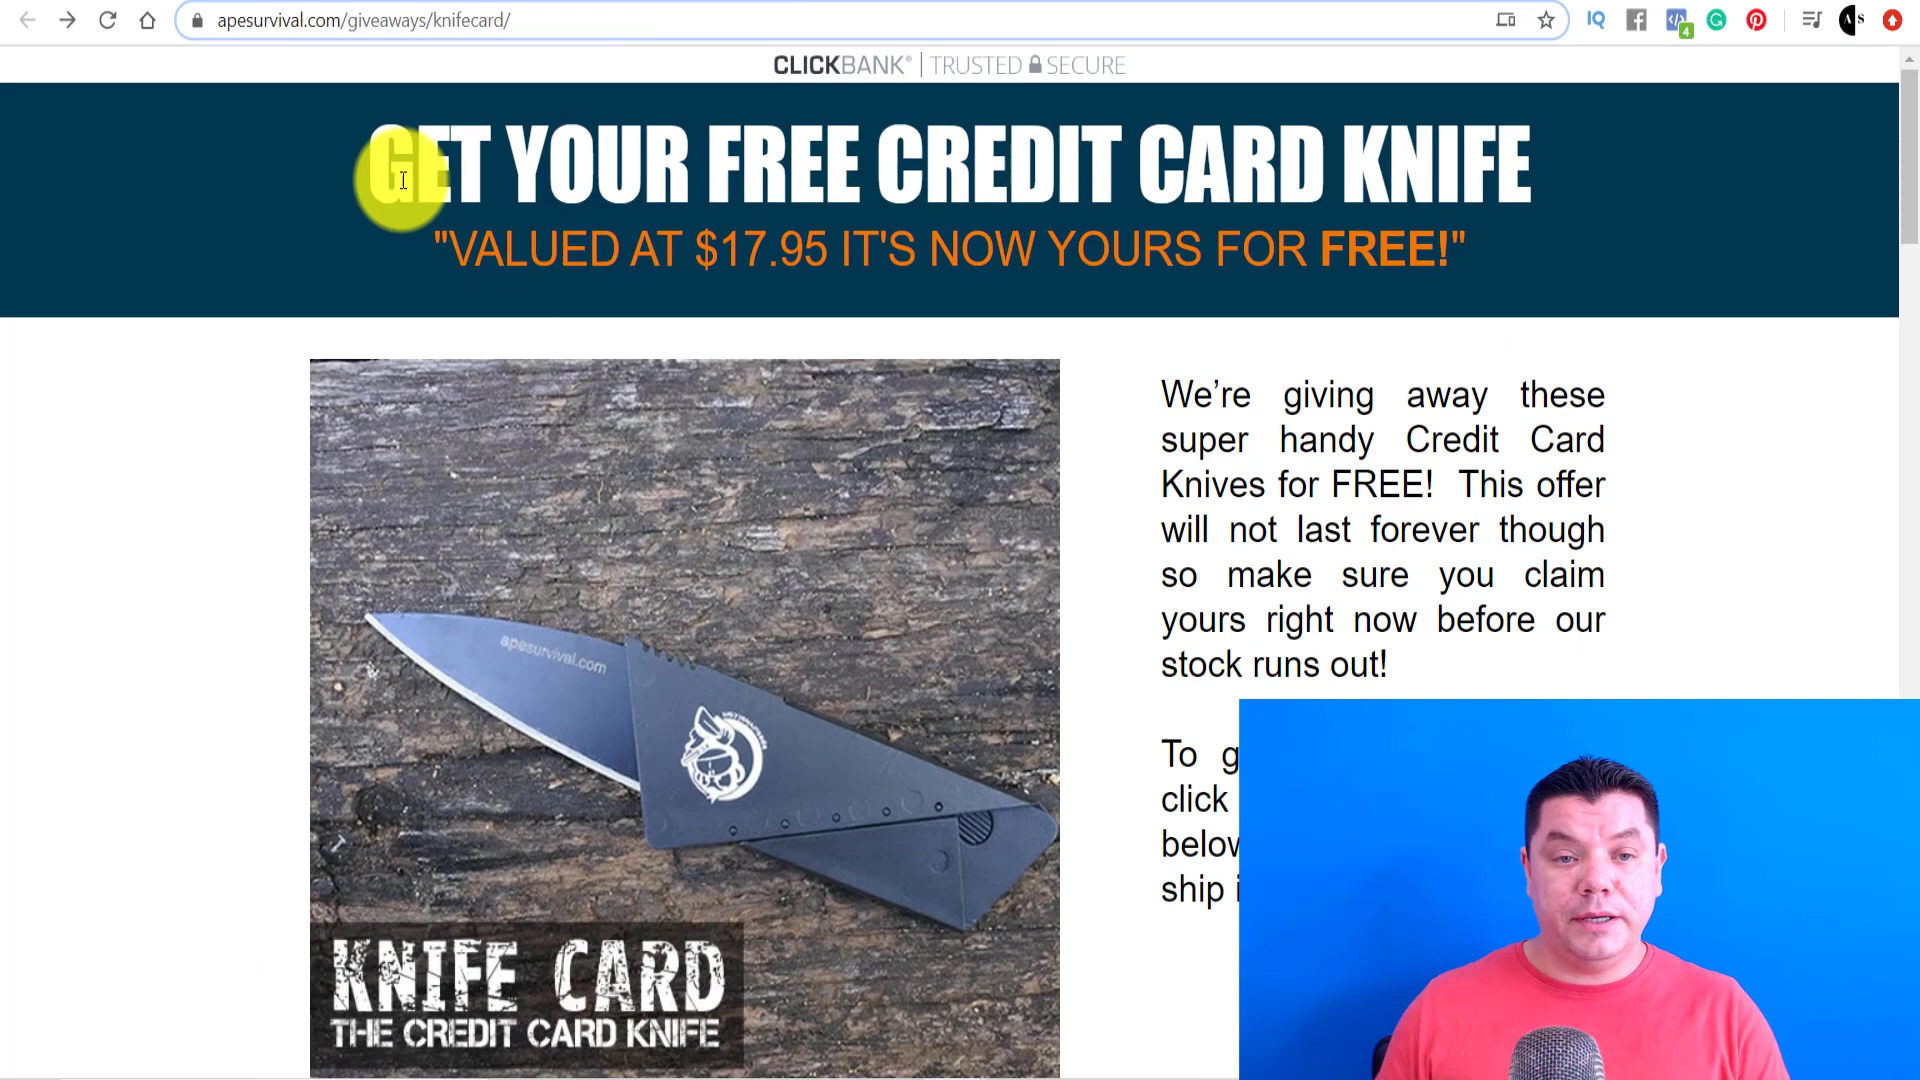 apesurvival.com/giveaways/knifecard/
4
A S
CLICKBANK® | TRUSTED SECURE
GET YOUR FREE CREDIT CARD KNIFE
"VALUED AT $17.95 IT'S NOW YOURS FOR FREE!"
We're giving away these
super handy Credit Card
Knives for FREE! This offer
will not last forever though
so make sure you claim
yours right now before our
stock runs out!
To g
click
below
ship i
apesurvival.com
KNIFE CARD
THE CREDIT CARD KNIFE